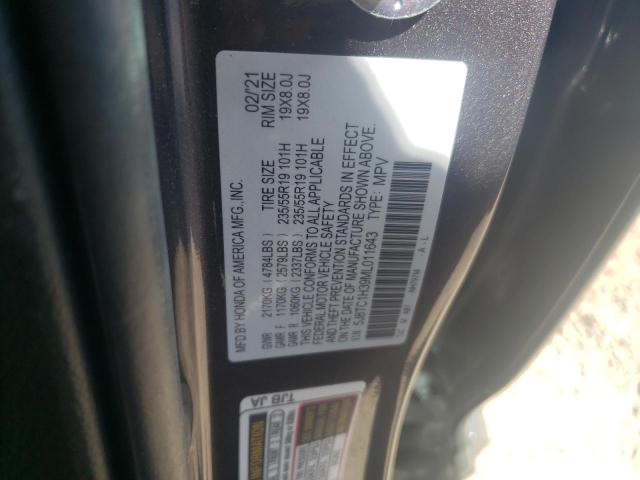 MFD BY HONDA OF AMERICA MFG.,INC. 02/'21
GVWR 2170KG ( 4784LBS ) TIRE SIZE RIM SIZE
GAWR F 1170KG ( 2579LBS ) 235/55R19 101H 19X8.0J
GAWR R 1060KG ( 2337LBS ) 235/55R19 101H 19X8.0J
THIS VEHICLE CONFORMS TO ALL APPLICABLE
FEDERAL MOTOR VEHICLE SAFETY
AND THEFT PREVENTION STANDARDS IN EFFECT
ON THE DATE OF MANUFACTURE SHOWN ABOVE.
V.I.N. 5J8TC1H39ML011643 TYPE: MPV
A - L
TJB JA
INFORMATION